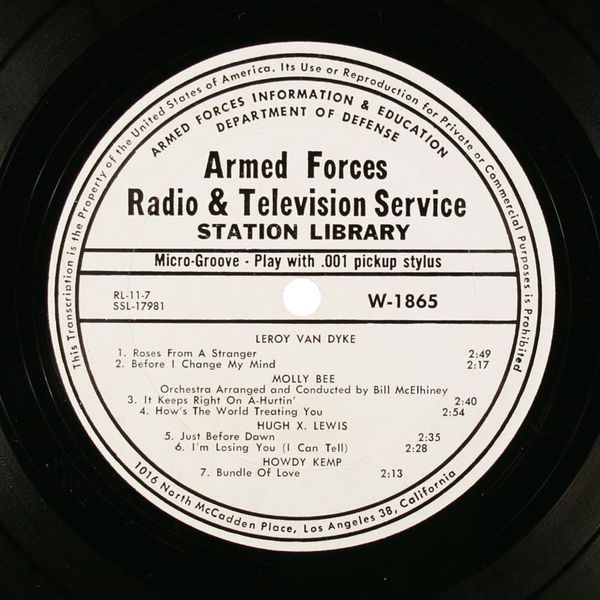 This Transcription is the Property of the United States of America. Its Use or Reproduction for Private or Commercial Purposes is Prohibited
ARMED FORCES INFORMATION & EDUCATION
DEPARTMENT OF DEFENSE
Armed Forces
Radio & Television Service
STATION LIBRARY
Micro-Groove - Play with .001 pickup stylus
RL-11-7
SSL-17981
W-1865
LEROY VAN DYKE
1. Roses From A Stranger 2:49
2. Before I Change My Mind 2:17
MOLLY BEE
Orchestra Arranged and Conducted by Bill McElhiney
3. It Keeps Right On A-Hurtin' 2:40
4. How's The World Treating You 2:54
HUGH X. LEWIS
5. Just Before Dawn 2:35
6. I'm Losing You (I Can Tell) 2:28
HOWDY KEMP
7. Bundle Of Love 2:13
1016 North McCadden Place, Los Angeles 38, California